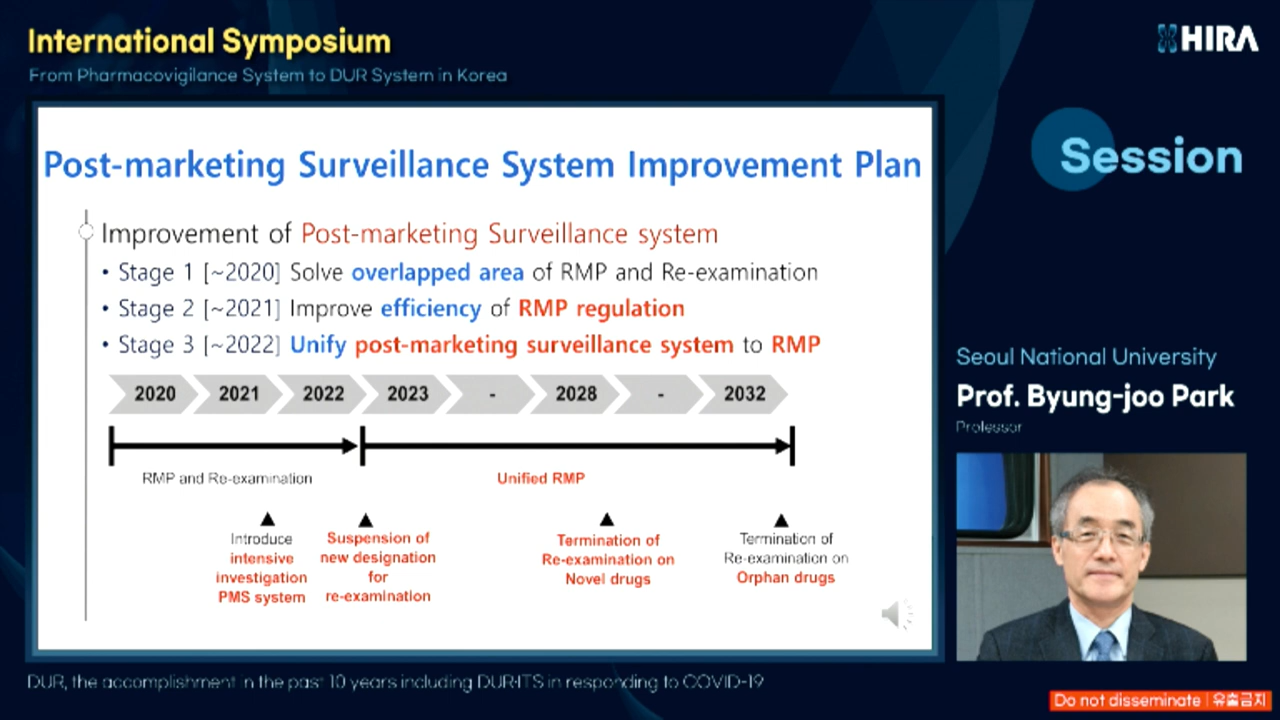 International Symposium
From Pharmacovigilance System to DUR System in Korea
HIRA
Session
Post-marketing Surveillance System Improvement Plan
Improvement of Post-marketing Surveillance system
• Stage 1 [~2020] Solve overlapped area of RMP and Re-examination
• Stage 2 [~2021] Improve efficiency of RMP regulation
• Stage 3 [~2022] Unify post-marketing surveillance system to RMP
2020 2021 2022 2023 - 2028 - 2032
RMP and Re-examination
Unified RMP
Introduce
intensive
investigation
PMS system
Suspension of
new designation
for
re-examination
Termination of
Re-examination on
Novel drugs
Termination of
Re-examination on
Orphan drugs
Seoul National University
Prof. Byung-joo Park
Professor
DUR, the accomplishment in the past 10 years including DUR-ITS in responding to COVID-19
Do not disseminate | 유출금지